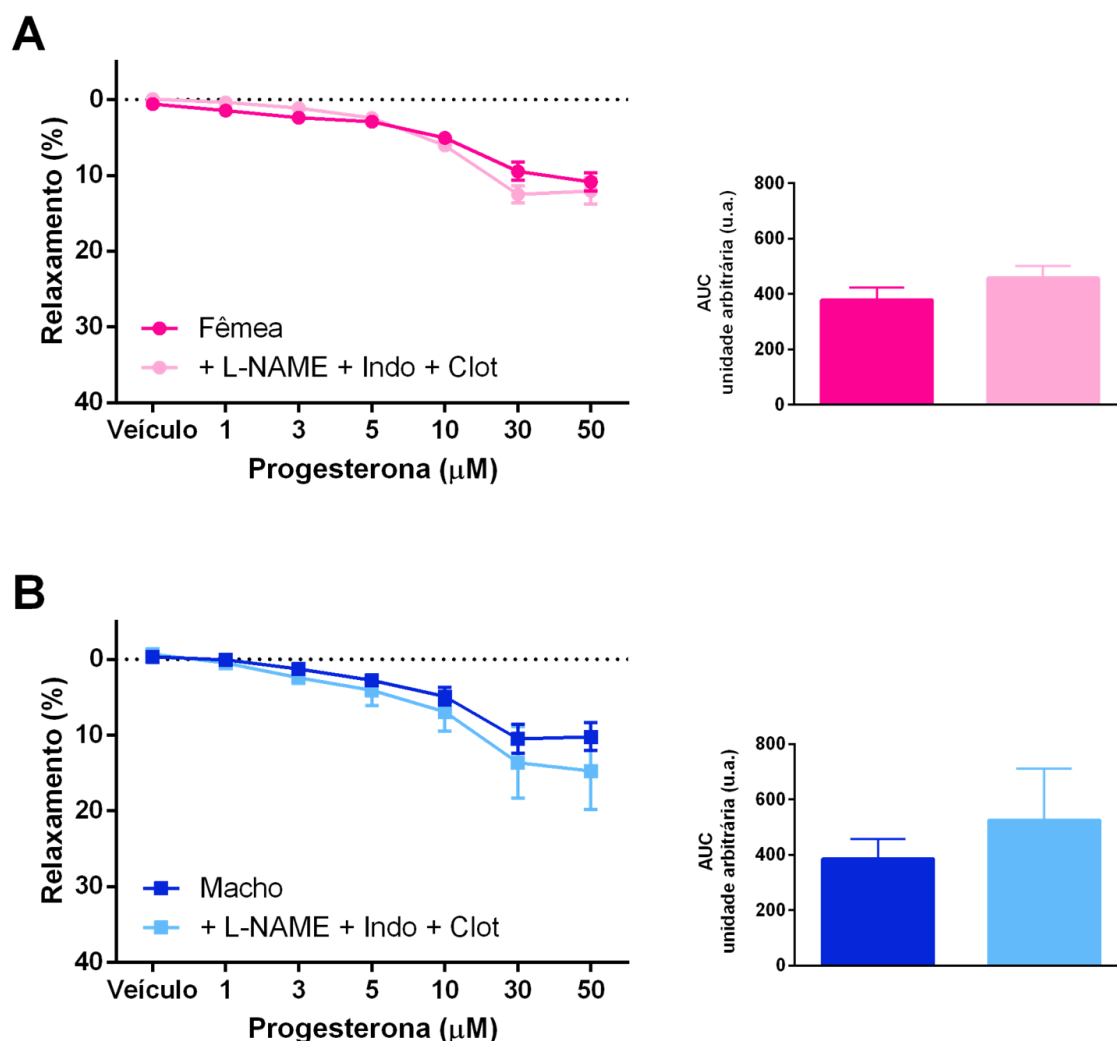 A
Relaxamento (%)
0
10
20
30
40
Fêmea
+ L-NAME + Indo + Clot
Veículo 1 3 5 10 30 50
Progesterona (μM)
AUC
unidade arbitrária (u.a.)
800
600
400
200
0
B
Relaxamento (%)
0
10
20
30
40
Macho
+ L-NAME + Indo + Clot
Veículo 1 3 5 10 30 50
Progesterona (μM)
AUC
unidade arbitrária (u.a.)
800
600
400
200
0